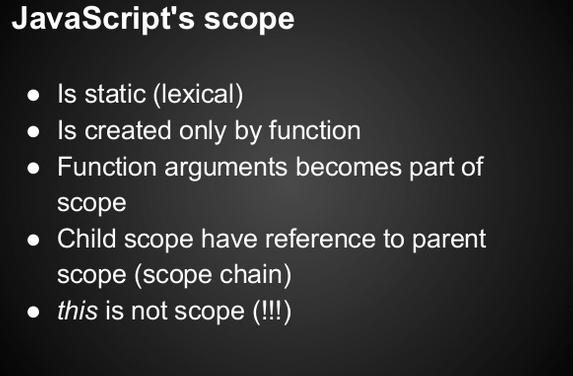 JavaScript's scope
● Is static (lexical)
● Is created only by function
● Function arguments becomes part of
scope
● Child scope have reference to parent
scope (scope chain)
● this is not scope (!!!)